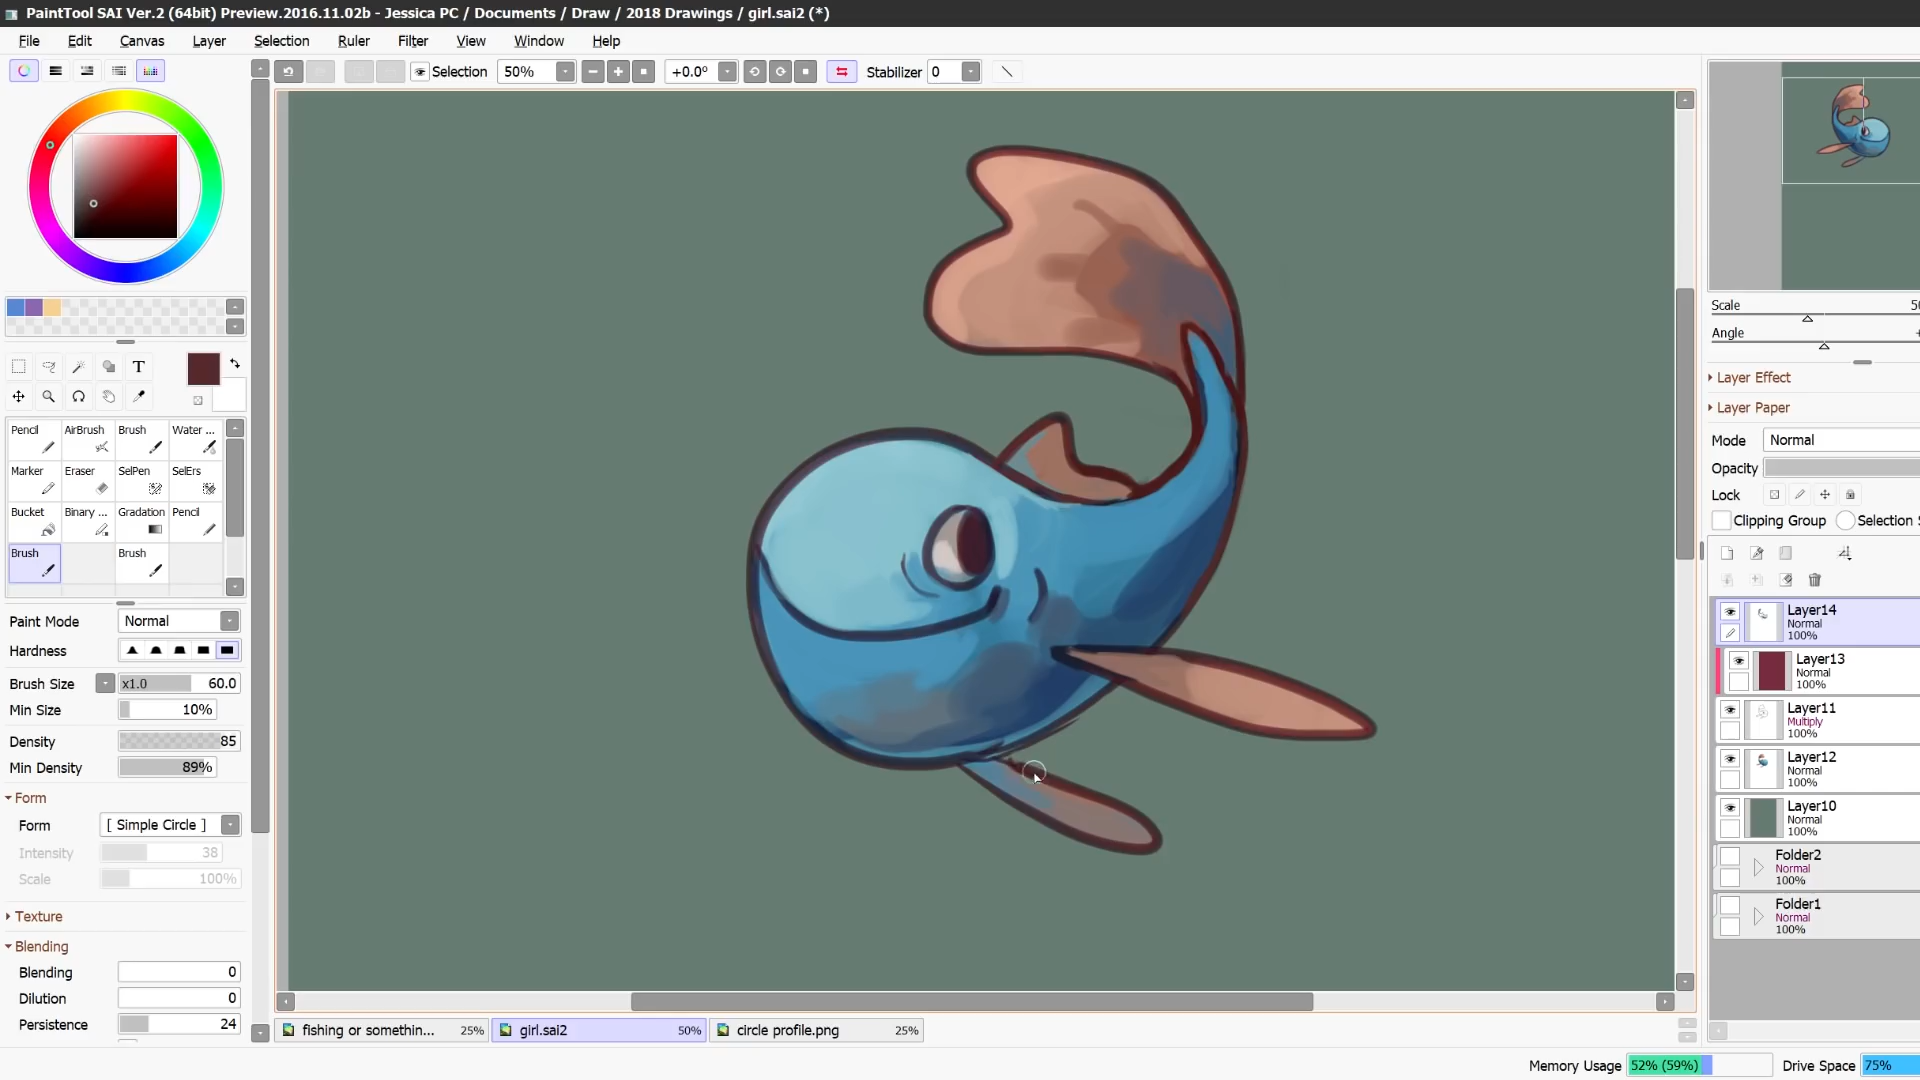 PaintTool SAI Ver.2 (64bit) Preview.2016.11.02b - Jessica PC / Documents / Draw / 2018 Drawings / girl.sai2 (*)
File Edit Canvas Layer Selection Ruler Filter View Window Help
Selection 50% +0.0° Stabilizer 0
Scale 50
Angle +
Layer Effect
Layer Paper
Mode Normal
Opacity
Lock
Clipping Group Selection S
T
Pencil AirBrush Brush Water ...
Marker Eraser SelPen SelErs
Bucket Binary ... Gradation Pencil
Brush Brush
Paint Mode Normal
Hardness
Brush Size x1.0 60.0
Min Size 10%
Density 85
Min Density 89%
Form
Form [ Simple Circle ]
Intensity 38
Scale 100%
Texture
Blending
Blending 0
Dilution 0
Persistence 24
Layer14
Normal
100%
Layer13
Normal
100%
Layer11
Multiply
100%
Layer12
Normal
100%
Layer10
Normal
100%
Folder2
Normal
100%
Folder1
Normal
100%
fishing or somethin... 25% girl.sai2 50% circle profile.png 25%
Memory Usage 52% (59%) Drive Space 75%